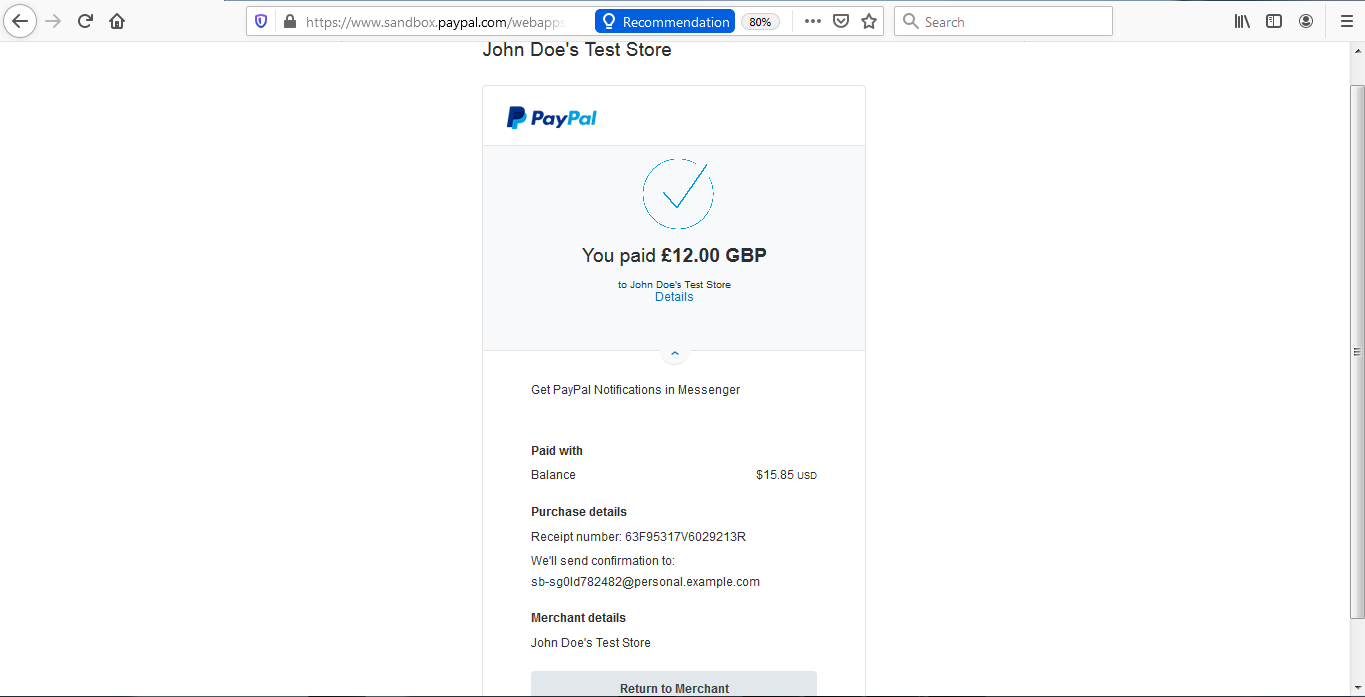 https://www.sandbox.paypal.com/webapps
Recommendation
80%
Search
John Doe's Test Store
PayPal
You paid £12.00 GBP
to John Doe's Test Store
Details
Get PayPal Notifications in Messenger
Paid with
Balance $15.85 USD
Purchase details
Receipt number: 63F95317V6029213R
We'll send confirmation to:
sb-sg0ld782482@personal.example.com
Merchant details
John Doe's Test Store
Return to Merchant